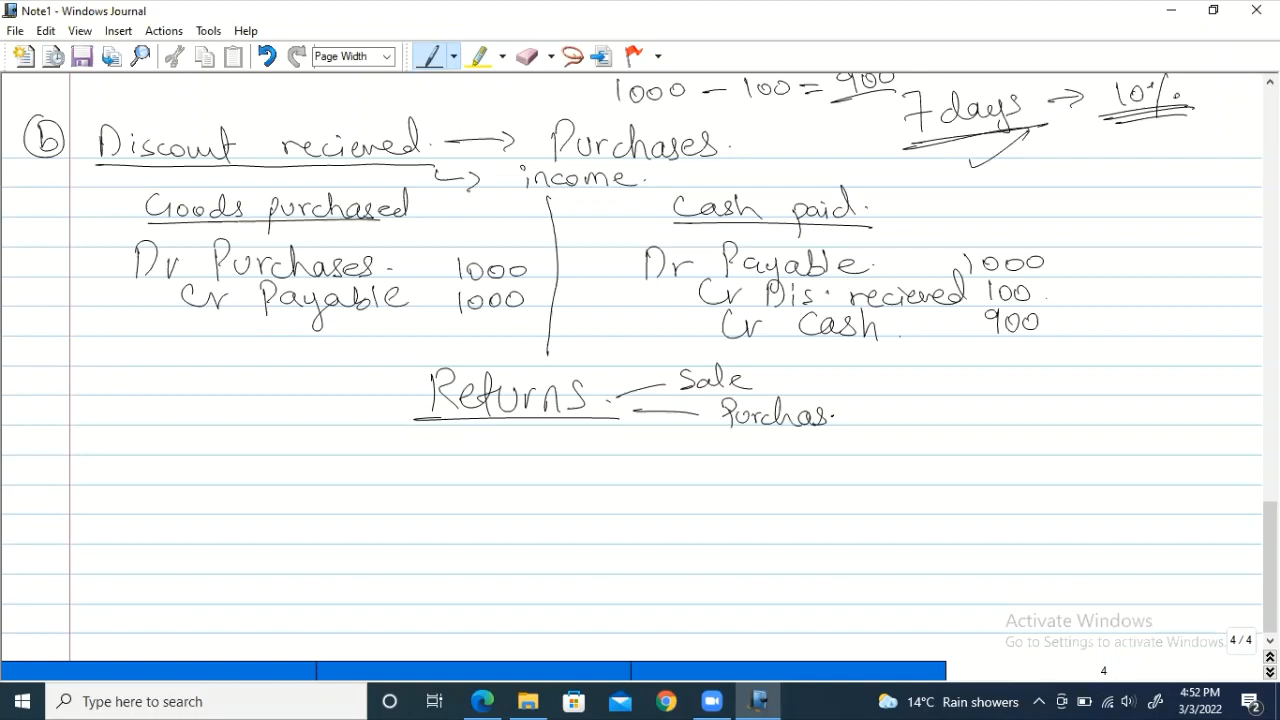 Note1 - Windows Journal
File Edit View Insert Actions Tools Help
Page Width
1000 - 100 = 900
7 days → 10%
(b) Discount recieved. → Purchases.
↳ income.
Goods purchased
Cash paid.
Dr Purchases. 1000
Cr Payable 1000
Dr Payable. 1000
Cr Dis. recieved 100
Cr Cash. 900
Returns. Sale
Purchas.
Activate Windows
Go to Settings to activate Windows.
4 / 4
4
Type here to search
14°C Rain showers
4:52 PM
3/3/2022
2